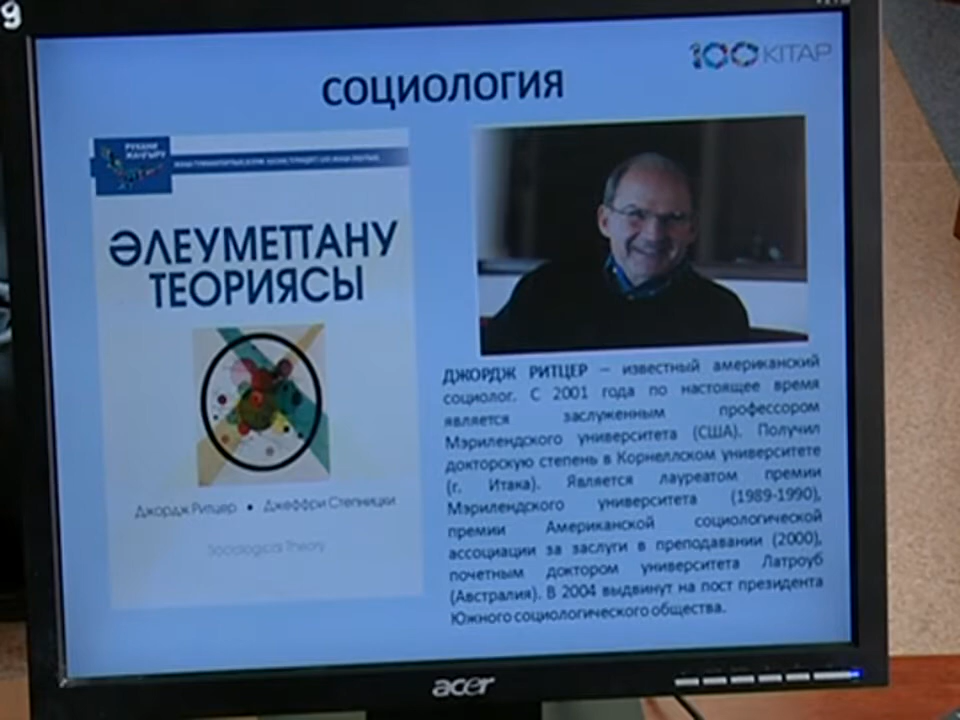 9
100 KITAP
СОЦИОЛОГИЯ
РУХАНИ
ЖАҢҒЫРУ
ӘЛЕУМЕТТАНУ
ТЕОРИЯСЫ
Джордж Ритцер • Джеффри Степницки
Sociological Theory
ДЖОРДЖ РИТЦЕР – известный американский
социолог. С 2001 года по настоящее время
является заслуженным профессором
Мэрилендского университета (США). Получил
докторскую степень в Корнеллском университете
(г. Итака). Является лауреатом премии
Мэрилендского университета (1989-1990),
премии Американской социологической
ассоциации за заслуги в преподавании (2000),
почетным доктором университета Латроуб
(Австралия). В 2004 выдвинут на пост президента
Южного социологического общества.
acer